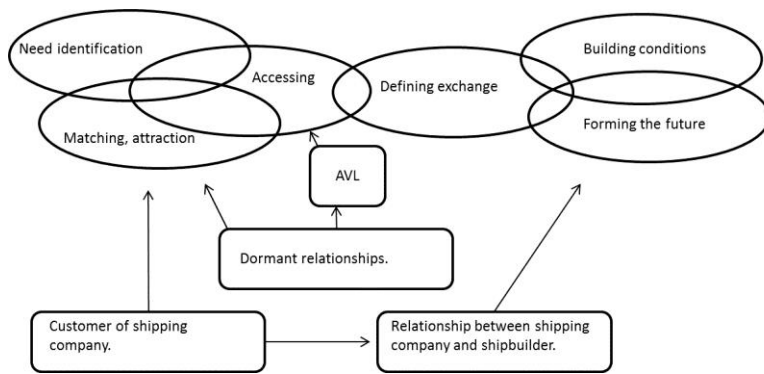 Need identification
Accessing
Matching, attraction
Defining exchange
Building conditions
Forming the future
AVL
Dormant relationships.
Customer of shipping
company.
Relationship between shipping
company and shipbuilder.